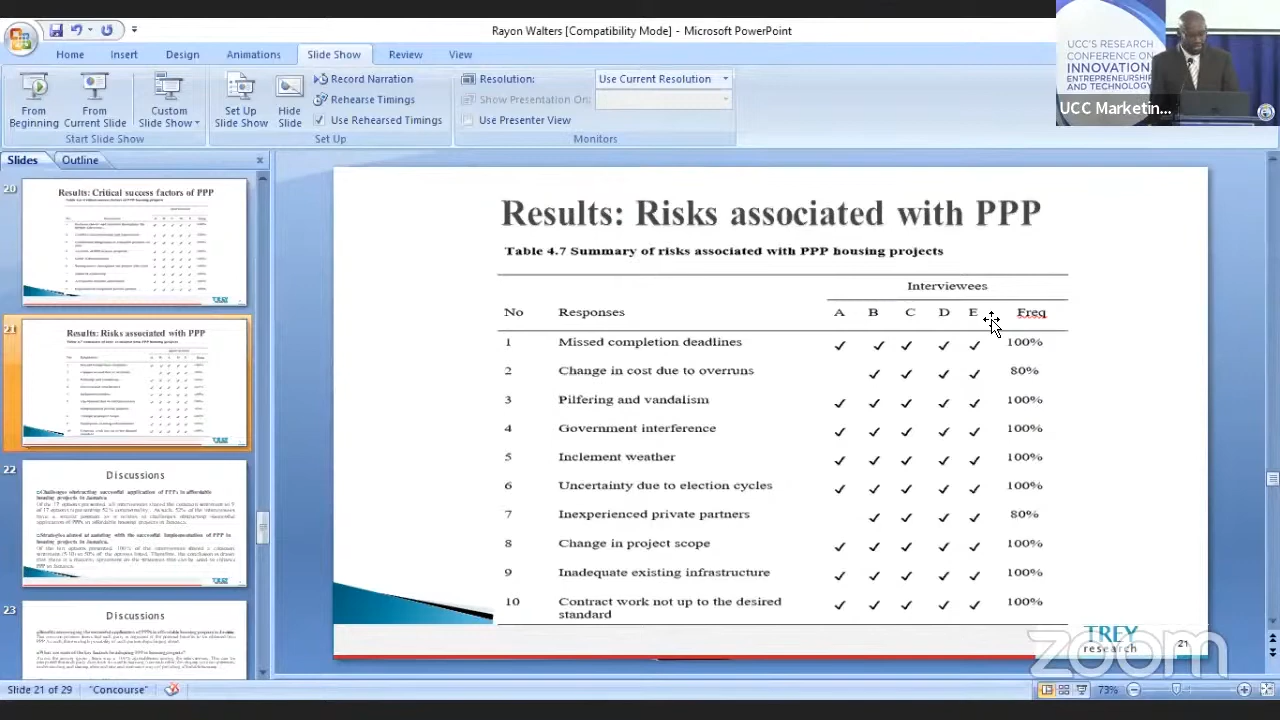 Rayon Walters [Compatibility Mode] - Microsoft PowerPoint
Home Insert Design Animations Slide Show Review View
From Beginning
From Current Slide
Custom Slide Show
Start Slide Show
Set Up Slide Show
Hide Slide
Record Narration
Rehearse Timings
Use Rehearsed Timings
Set Up
Resolution: Use Current Resolution
Show Presentation On:
Use Presenter View
Monitors
UCC'S RESEARCH
CONFERENCE ON
INNOVATION
ENTREPRENEURSHIP
AND TECHNOLOGY
UCC Marketin...
Slides Outline
20
Results: Critical success factors of PPP
21
Results: Risks associated with PPP
22
Discussions
23
Discussions
Results: Risks associated with PPP
Table 4.7 Summary of risks associated with PPP housing projects
Interviewees
No Responses A B C D E Freq
1 Missed completion deadlines ✓ ✓ ✓ ✓ ✓ 100%
2 Change in cost due to overruns ✓ ✓ ✓ ✓ 80%
3 Pilfering and vandalism ✓ ✓ ✓ ✓ ✓ 100%
4 Government interference ✓ ✓ ✓ ✓ ✓ 100%
5 Inclement weather ✓ ✓ ✓ ✓ ✓ 100%
6 Uncertainty due to election cycles ✓ ✓ ✓ ✓ ✓ 100%
7 Inexperienced private partners ✓ ✓ ✓ ✓ 80%
8 Change in project scope ✓ ✓ ✓ ✓ ✓ 100%
Inadequate existing infrastructure ✓ ✓ ✓ ✓ ✓ 100%
10 Contract work not up to the desired ✓ ✓ ✓ ✓ ✓ 100%
standard
TREY
research
21
zoom
Slide 21 of 29 "Concourse" 73%